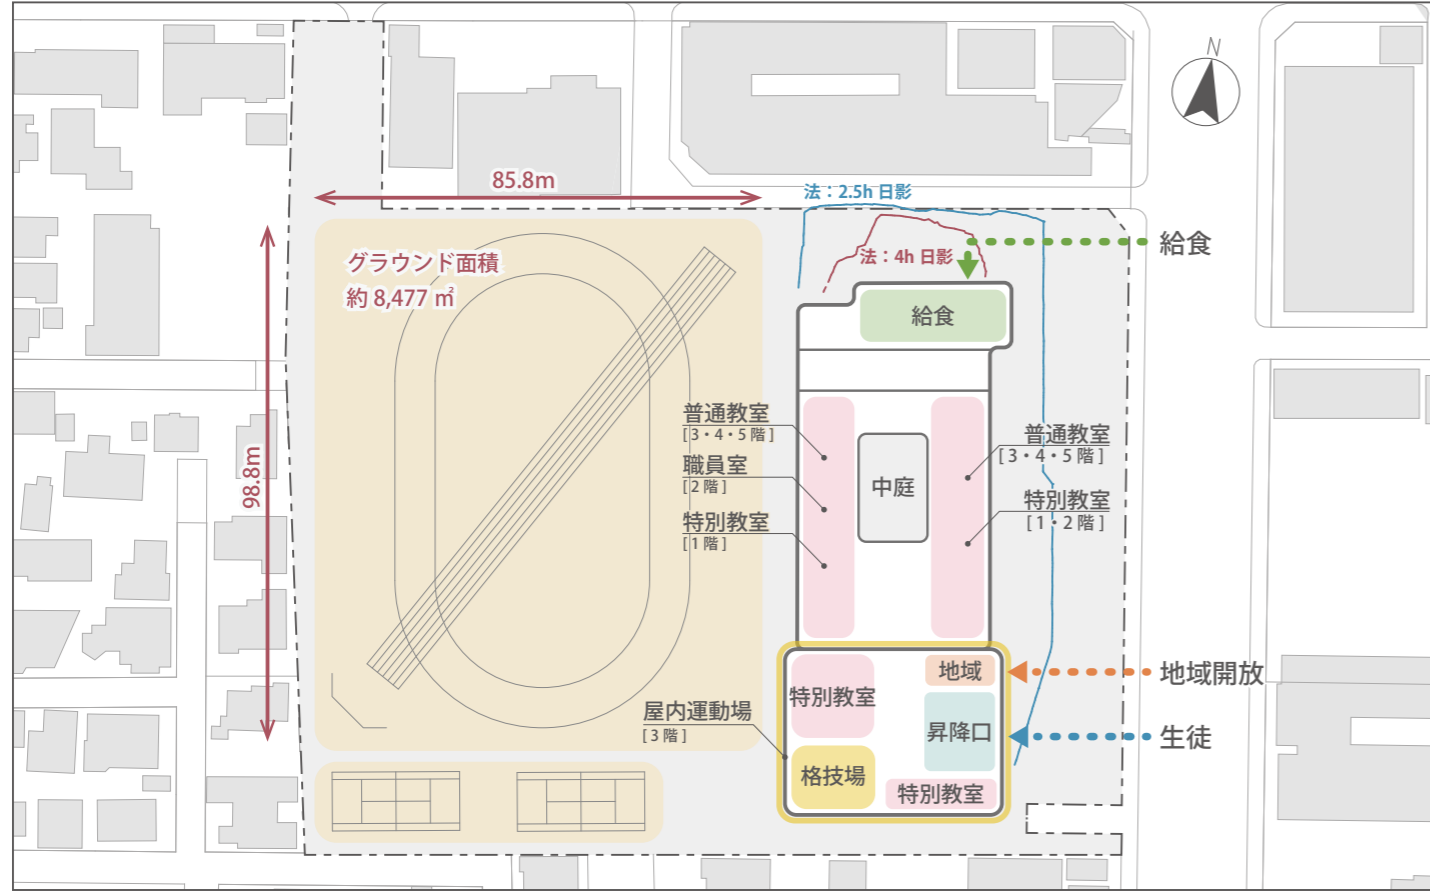 N
85.8m
法：2.5h 日影
給食
グラウンド面積
約 8,477 ㎡
法：4h 日影
給食
98.8m
普通教室
[3・4・5 階]
職員室
[2 階]
特別教室
[1 階]
中庭
普通教室
[3・4・5 階]
特別教室
[1・2 階]
地域
地域開放
特別教室
屋内運動場
[3 階]
昇降口
生徒
格技場
特別教室